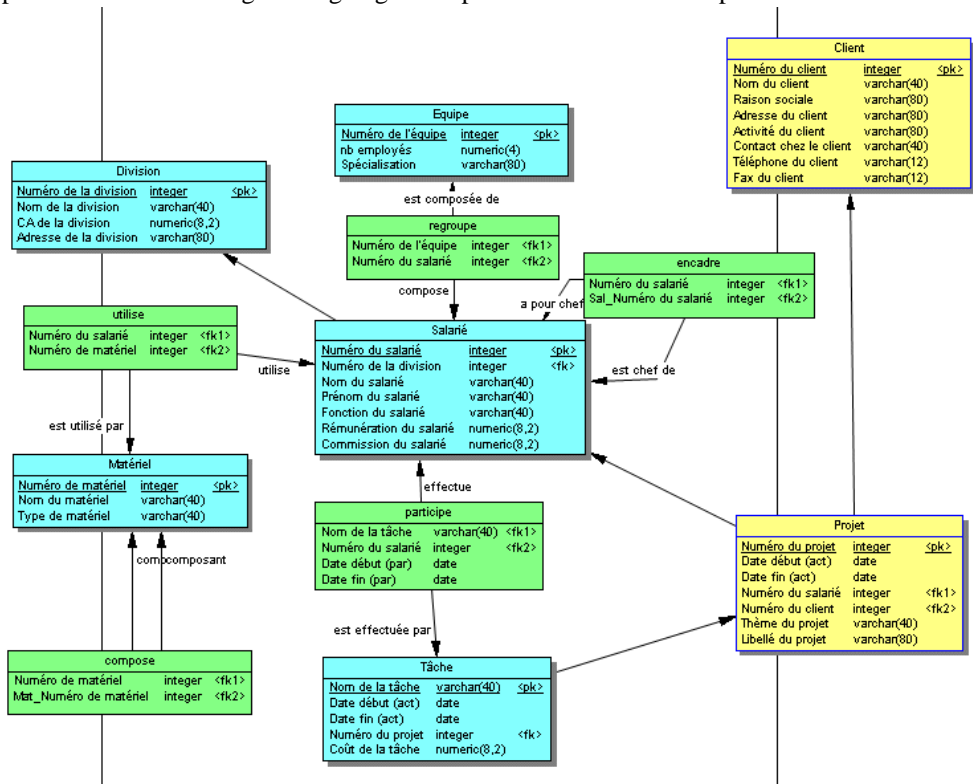 Client
Numéro du client integer <pk>
Nom du client varchar(40)
Raison sociale varchar(80)
Adresse du client varchar(80)
Activité du client varchar(80)
Contact chez le client varchar(40)
Téléphone du client varchar(12)
Fax du client varchar(12)
Equipe
Numéro de l'équipe integer <pk>
nb employés numeric(4)
Spécialisation varchar(80)
Division
Numéro de la division integer <pk>
Nom de la division varchar(40)
CA de la division numeric(8,2)
Adresse de la division varchar(80)
est composée de
regroupe
Numéro de l'équipe integer <fk1>
Numéro du salarié integer <fk2>
compose
encadre
Numéro du salarié integer <fk1>
Sal_Numéro du salarié integer <fk2>
a pour chef
est chef de
utilise
Numéro du salarié integer <fk1>
Numéro de matériel integer <fk2>
utilise
est utilisé par
Salarié
Numéro du salarié integer <pk>
Numéro de la division integer <fk>
Nom du salarié varchar(40)
Prénom du salarié varchar(40)
Fonction du salarié varchar(40)
Rémunération du salarié numeric(8,2)
Commission du salarié numeric(8,2)
Matériel
Numéro de matériel integer <pk>
Nom du matériel varchar(40)
Type de matériel varchar(40)
effectue
participe
Nom de la tâche varchar(40) <fk1>
Numéro du salarié integer <fk2>
Date début (par) date
Date fin (par) date
composant
Projet
Numéro du projet integer <pk>
Date début (act) date
Date fin (act) date
Numéro du salarié integer <fk1>
Numéro du client integer <fk2>
Thème du projet varchar(40)
Libellé du projet varchar(80)
est effectuée par
compose
Numéro de matériel integer <fk1>
Mat_Numéro de matériel integer <fk2>
Tâche
Nom de la tâche varchar(40) <pk>
Date début (act) date
Date fin (act) date
Numéro du projet integer <fk>
Coût de la tâche numeric(8,2)